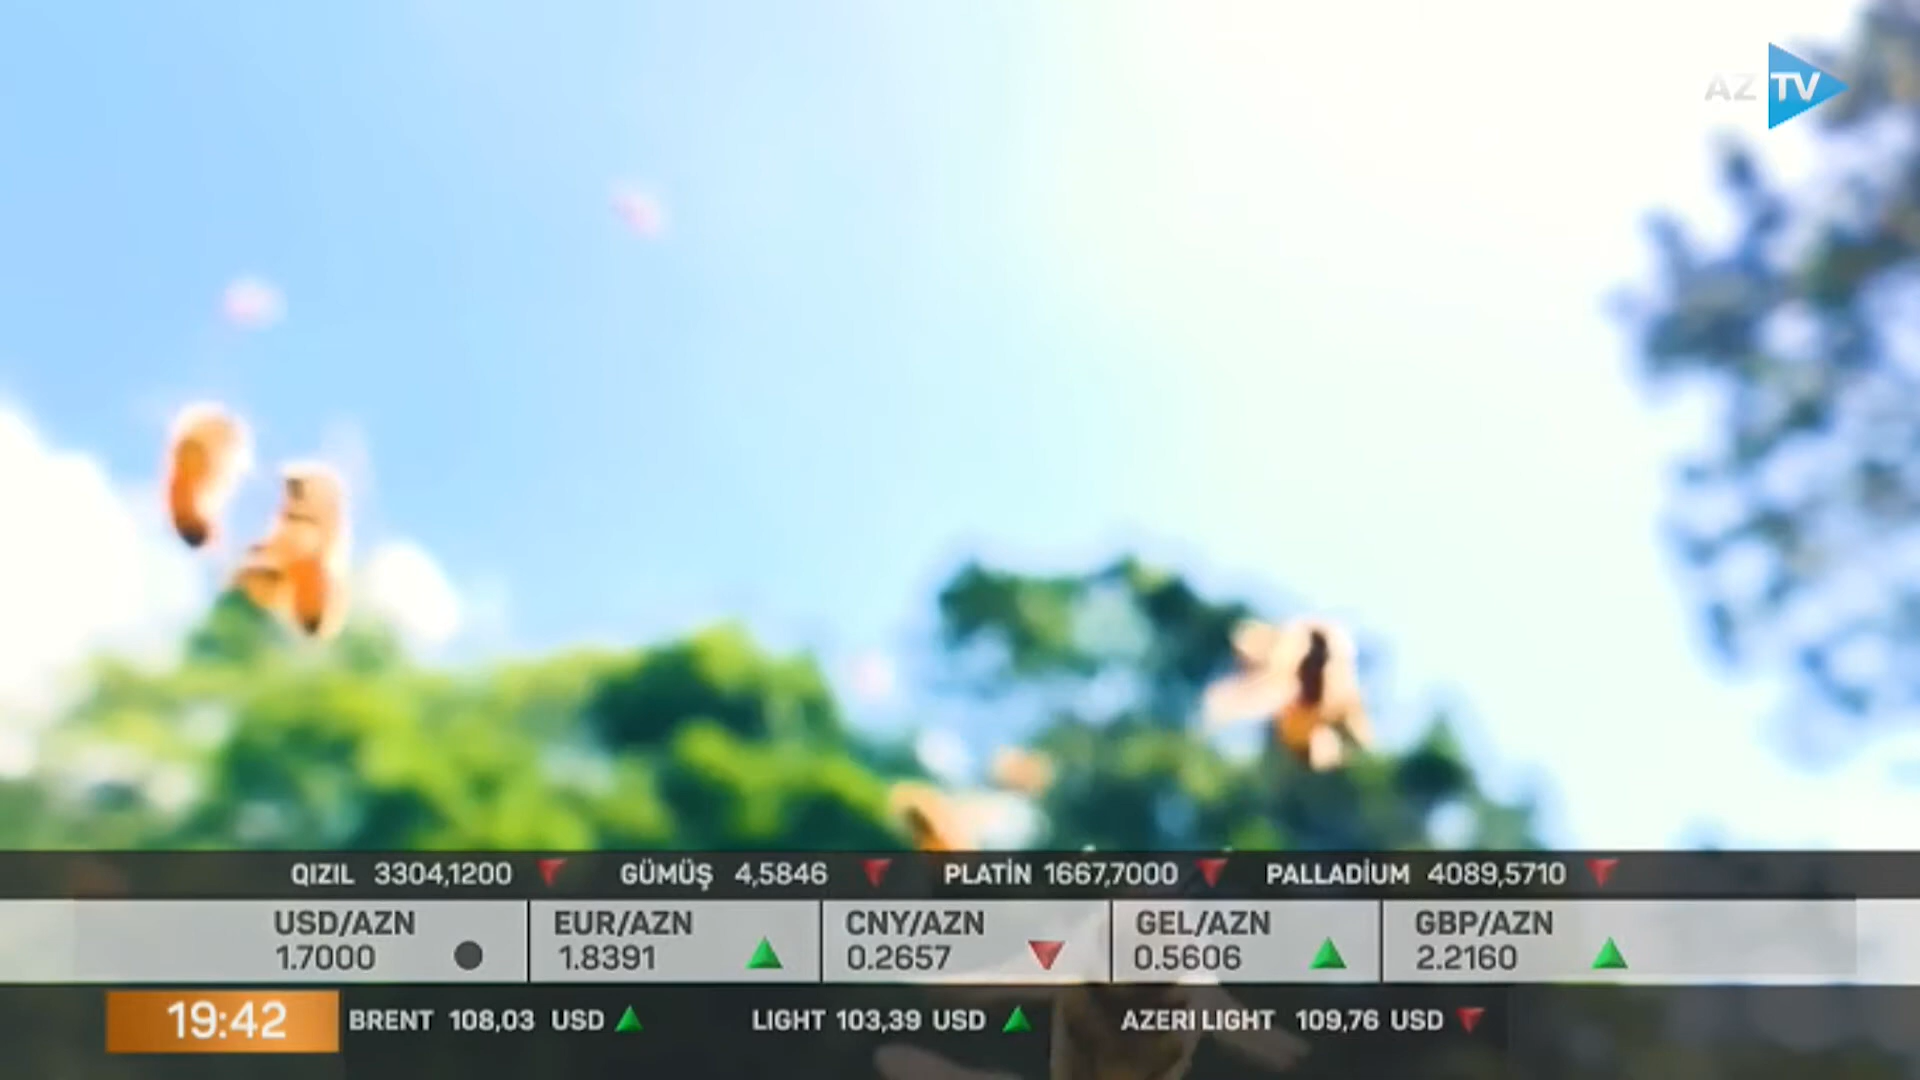 AZTV
QIZIL 3304,1200 GÜMÜŞ 4,5846 PLATİN 1667,7000 PALLADİUM 4089,5710
USD/AZN EUR/AZN CNY/AZN GEL/AZN GBP/AZN
1.7000 1.8391 0.2657 0.5606 2.2160
19:42 BRENT 108,03 USD LIGHT 103,39 USD AZERI LIGHT 109,76 USD